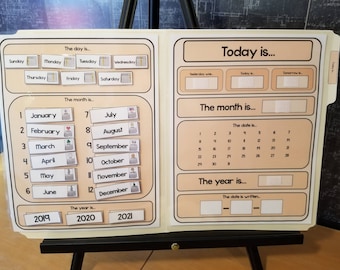 The day is...
Sunday Monday Tuesday Wednesday
Thursday Friday Saturday
The month is...
1 January 7 July
2 February 8 August
3 March 9 September
4 April 10 October
5 May 11 November
6 June 12 December
The year is...
2019 2020 2021
Today is...
Yesterday was...
Today is...
Tomorrow is...
The month is...
The date is...
1 2 3 4 5 6 7
8 9 10 11 12 13 14
15 16 17 18 19 20 21
22 23 24 25 26 27 28
29 30 31
The year is...
The date is written...